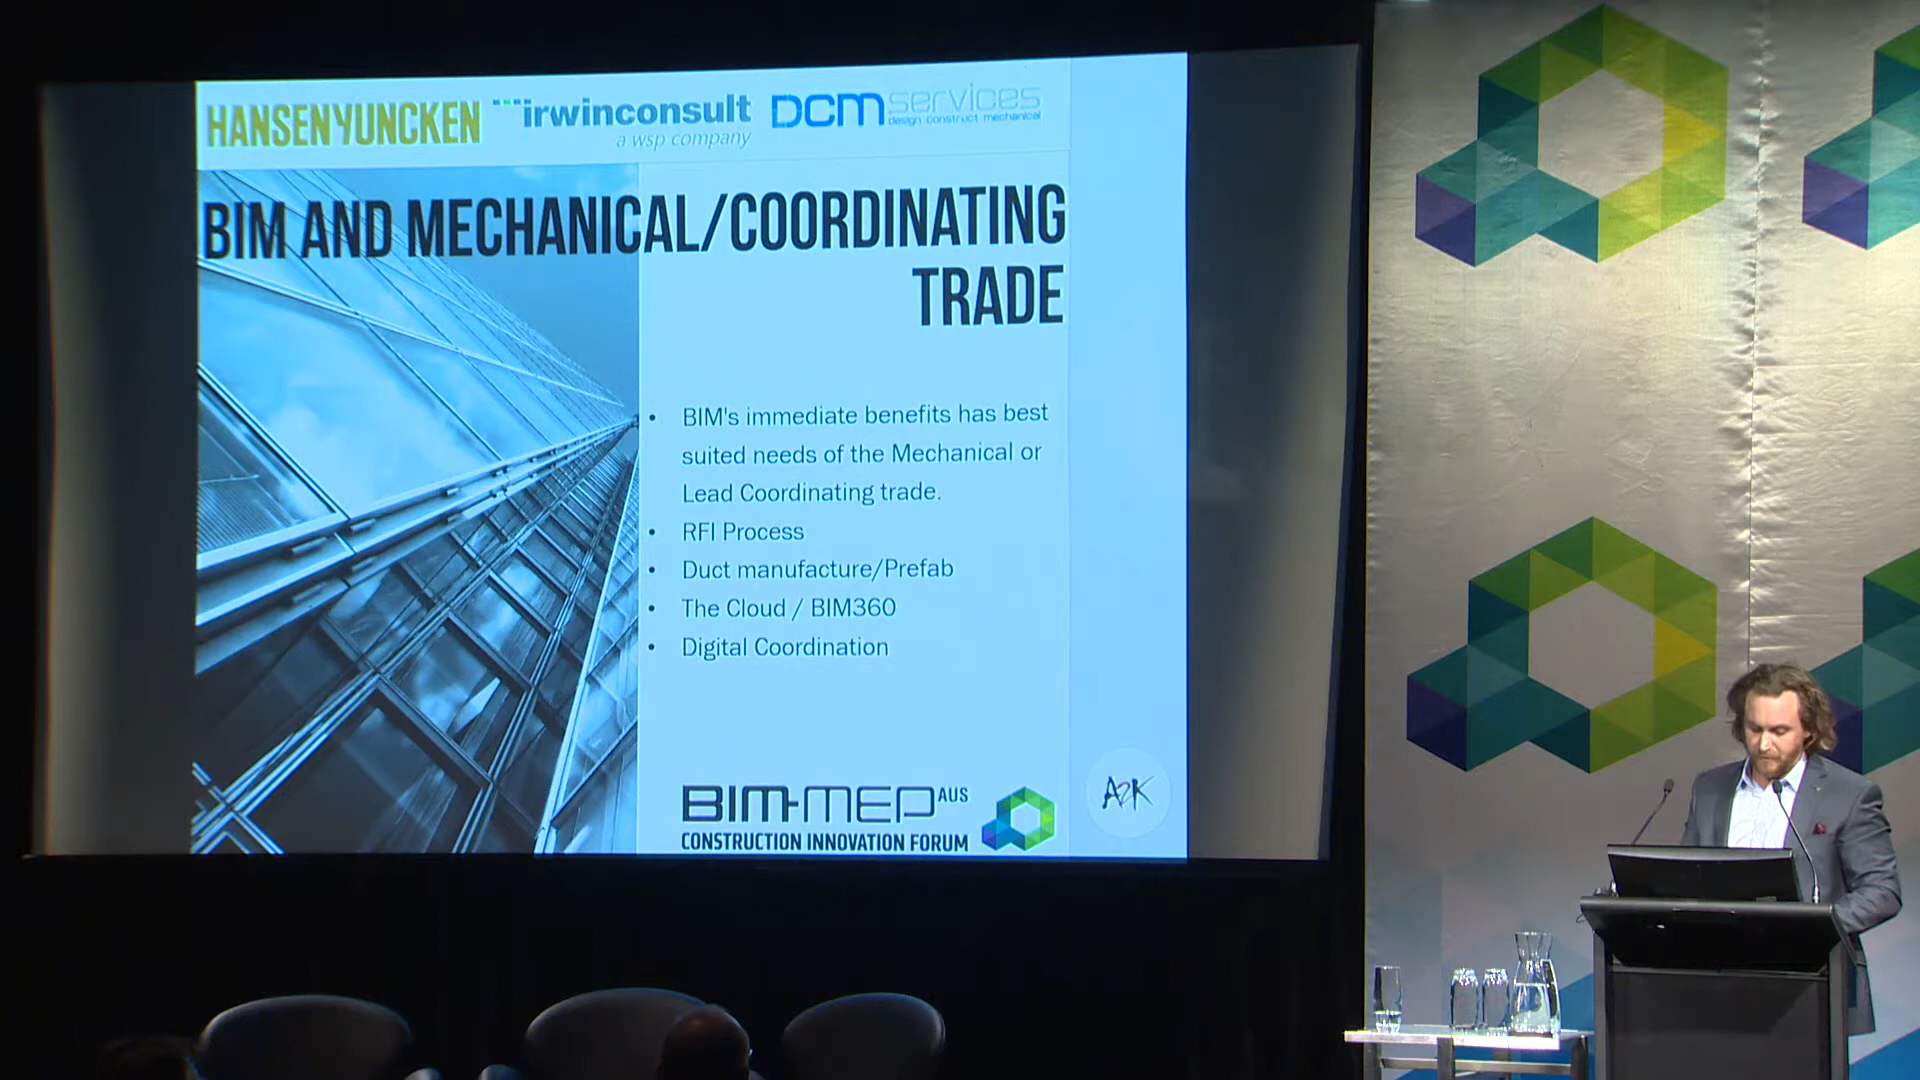 HANSENYUNCKEN
irwinconsult
a wsp company
DCM services
design construct mechanical
BIM AND MECHANICAL/COORDINATING
TRADE
• BIM's immediate benefits has best
suited needs of the Mechanical or
Lead Coordinating trade.
• RFI Process
• Duct manufacture/Prefab
• The Cloud / BIM360
• Digital Coordination
BIM-MEP AUS
CONSTRUCTION INNOVATION FORUM
A2K